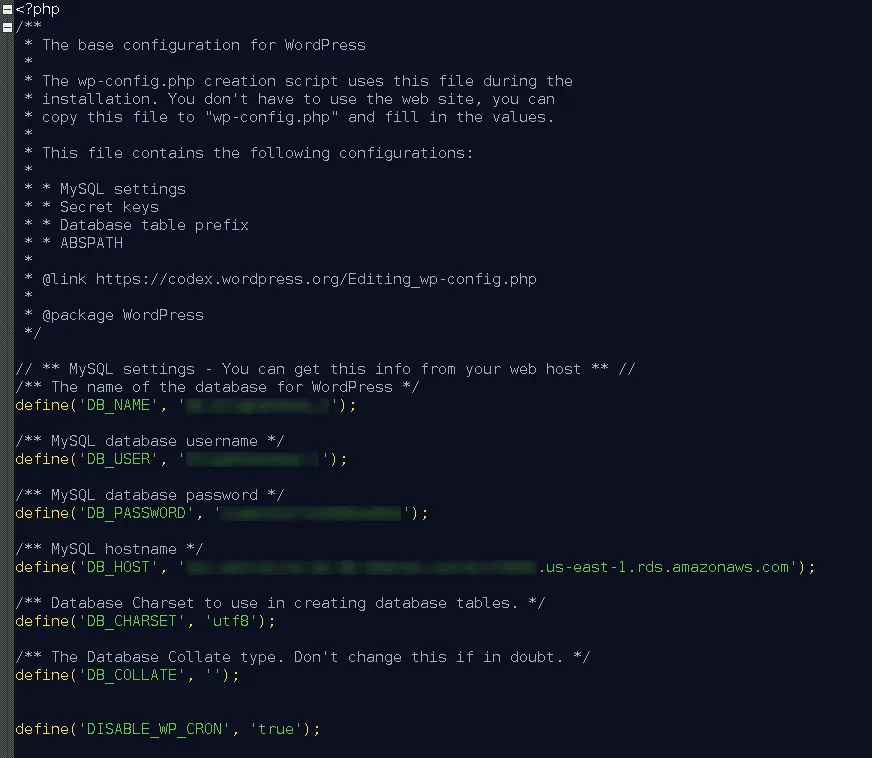 <?php
/**
 * The base configuration for WordPress
 *
 * The wp-config.php creation script uses this file during the
 * installation. You don't have to use the web site, you can
 * copy this file to "wp-config.php" and fill in the values.
 *
 * This file contains the following configurations:
 *
 * * MySQL settings
 * * Secret keys
 * * Database table prefix
 * * ABSPATH
 *
 * @link https://codex.wordpress.org/Editing_wp-config.php
 *
 * @package WordPress
 */
// ** MySQL settings - You can get this info from your web host ** //
/** The name of the database for WordPress */
define('DB_NAME', '');
/** MySQL database username */
define('DB_USER', '');
/** MySQL database password */
define('DB_PASSWORD', '');
/** MySQL hostname */
define('DB_HOST', '.us-east-1.rds.amazonaws.com');
/** Database Charset to use in creating database tables. */
define('DB_CHARSET', 'utf8');
/** The Database Collate type. Don't change this if in doubt. */
define('DB_COLLATE', '');
define('DISABLE_WP_CRON', 'true');